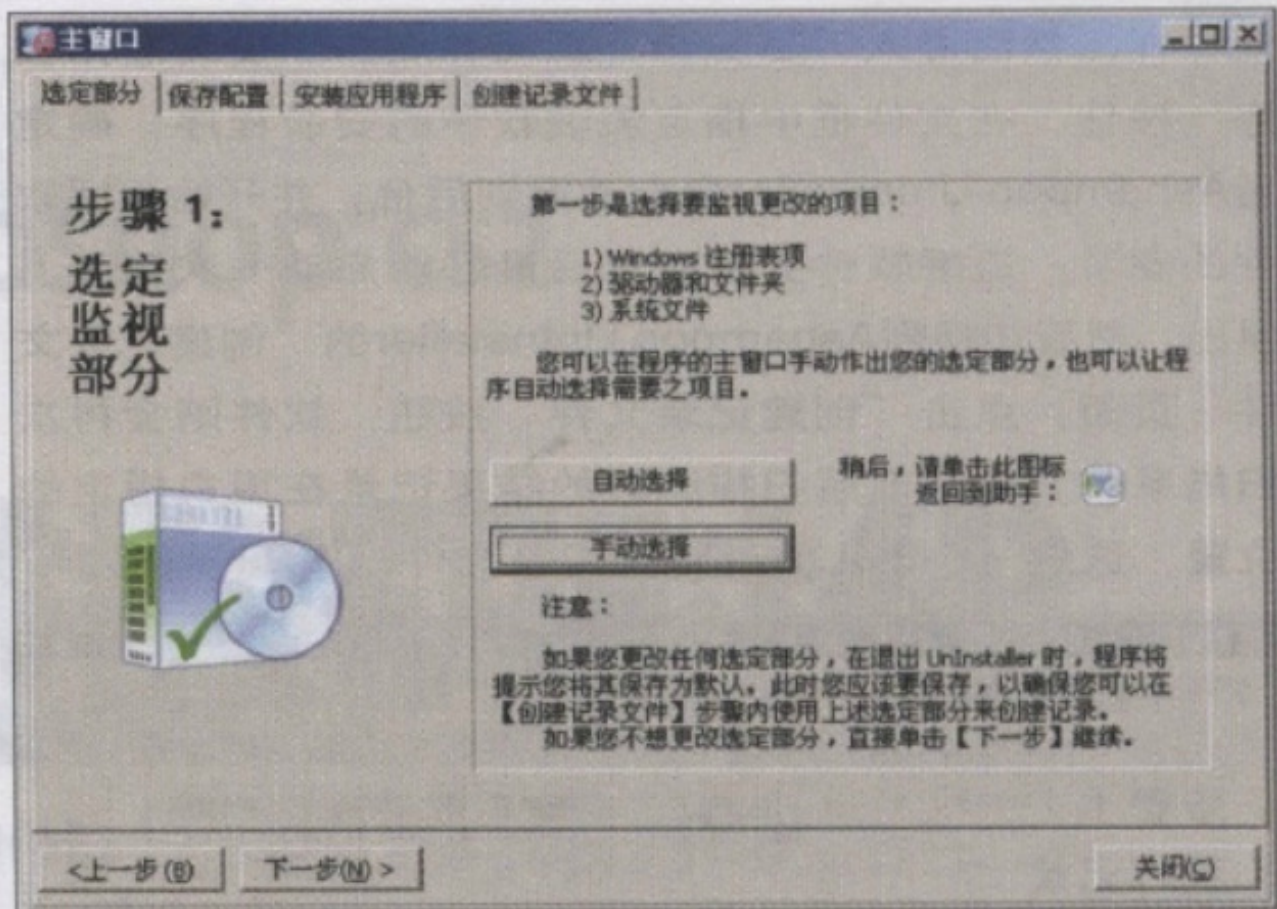 主窗口
选定部分
保存配置
安装应用程序
创建记录文件
步骤 1:
选定
监视
部分
第一步是选择要监视更改的项目：
1) Windows 注册表项
2) 驱动器和文件夹
3) 系统文件
您可以在程序的主窗口手动作出您的选定部分，也可以让程
序自动选择需要之项目。
自动选择
稍后，请单击此图标
返回到助手：
手动选择
注意：
如果您更改任何选定部分，在退出 UnInstaller 时，程序将
提示您将其保存为默认。此时您应该要保存，以确保您可以在
【创建记录文件】步骤内使用上述选定部分来创建记录。
如果您不想更改选定部分，直接单击【下一步】继续。
<上一步(B)
下一步(N) >
关闭(C)